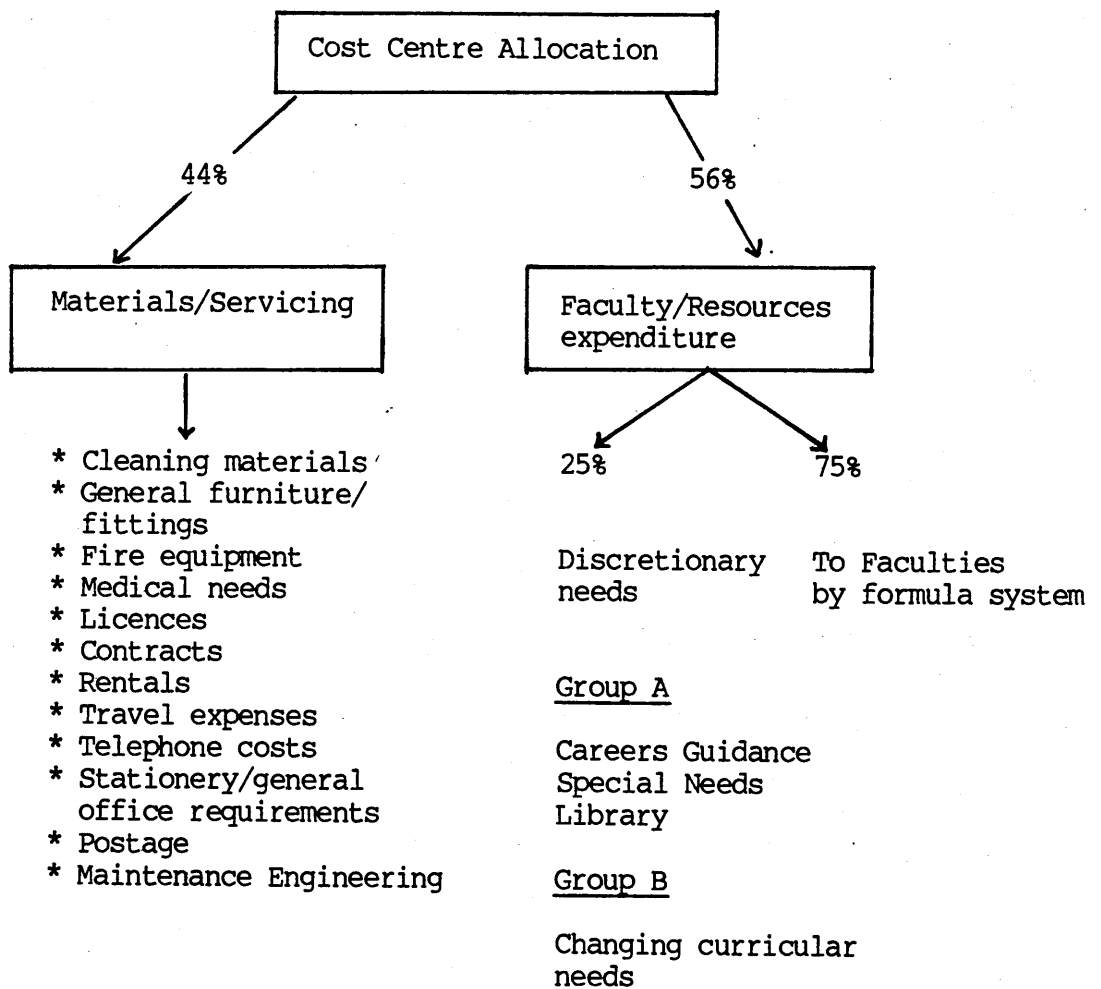 Cost Centre Allocation
44%
56%
Materials/Servicing
Faculty/Resources
expenditure
* Cleaning materials
* General furniture/
fittings
* Fire equipment
* Medical needs
* Licences
* Contracts
* Rentals
* Travel expenses
* Telephone costs
* Stationery/general
office requirements
* Postage
* Maintenance Engineering
25%
75%
Discretionary
needs
To Faculties
by formula system
Group A
Careers Guidance
Special Needs
Library
Group B
Changing curricular
needs